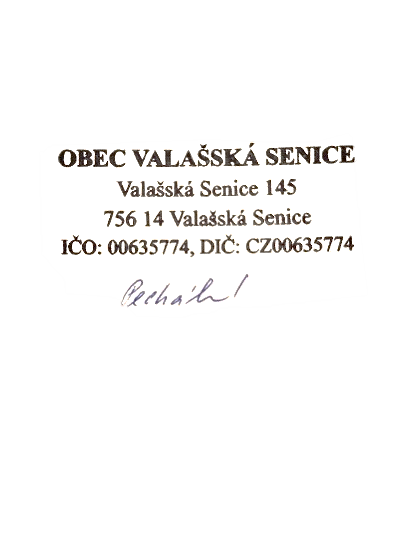 OBEC VALAŠSKÁ SENICE
Valašská Senice 145
756 14 Valašská Senice
IČO: 00635774, DIČ: CZ00635774